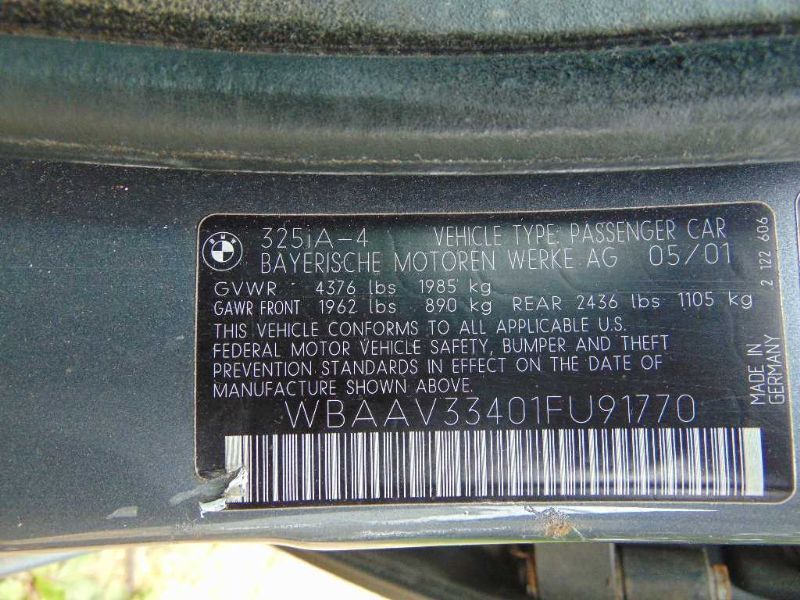 BMW
325iA-4 VEHICLE TYPE: PASSENGER CAR
BAYERISCHE MOTOREN WERKE AG 05/01
GVWR 4376 lbs 1985 kg
GAWR FRONT 1962 lbs 890 kg REAR 2436 lbs 1105 kg
THIS VEHICLE CONFORMS TO ALL APPLICABLE U.S.
FEDERAL MOTOR VEHICLE SAFETY, BUMPER AND THEFT
PREVENTION STANDARDS IN EFFECT ON THE DATE OF
MANUFACTURE SHOWN ABOVE.
WBAAV33401FU91770
MADE IN
GERMANY
2 122 606